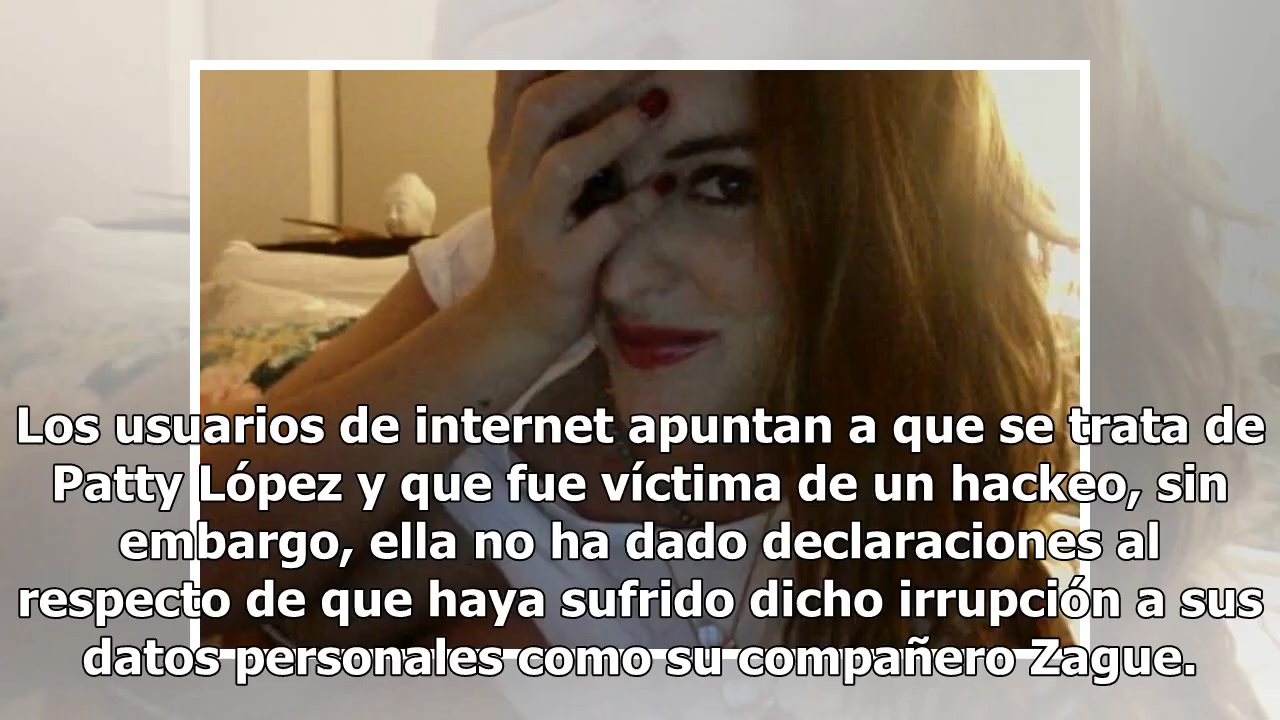 Los usuarios de internet apuntan a que se trata de
Patty López y que fue víctima de un hackeo, sin
embargo, ella no ha dado declaraciones al
respecto de que haya sufrido dicho irrupción a sus
datos personales como su compañero Zague.